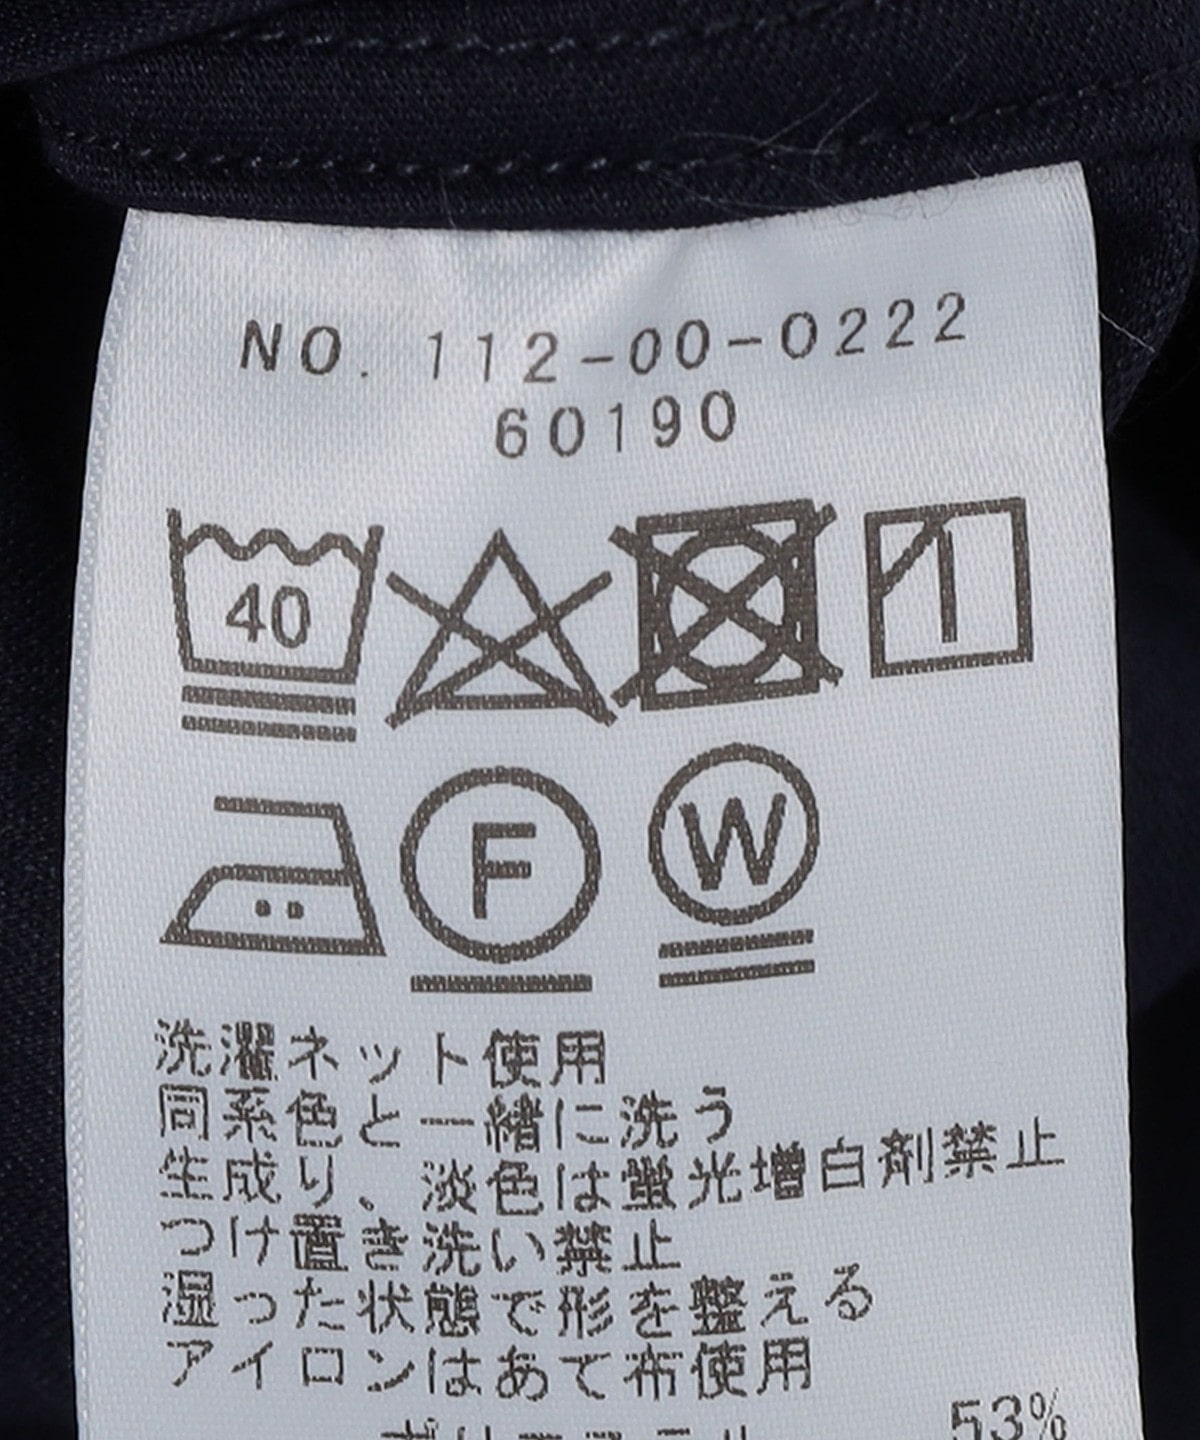 NO. 112-00-0222
60190
40
F W
洗濯ネット使用
同系色と一緒に洗う
生成り、淡色は蛍光増白剤禁止
つけ置き洗い禁止
湿った状態で形を整える
アイロンはあて布使用
53%